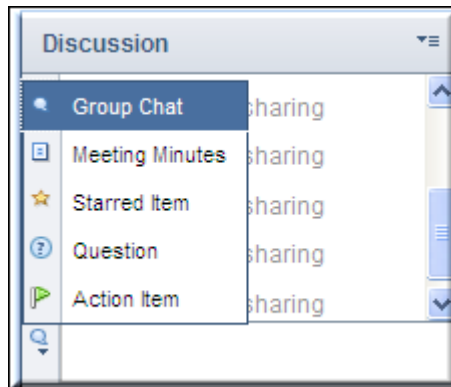 Discussion
Group Chat sharing
Meeting Minutes sharing
Starred Item sharing
Question sharing
Action Item sharing